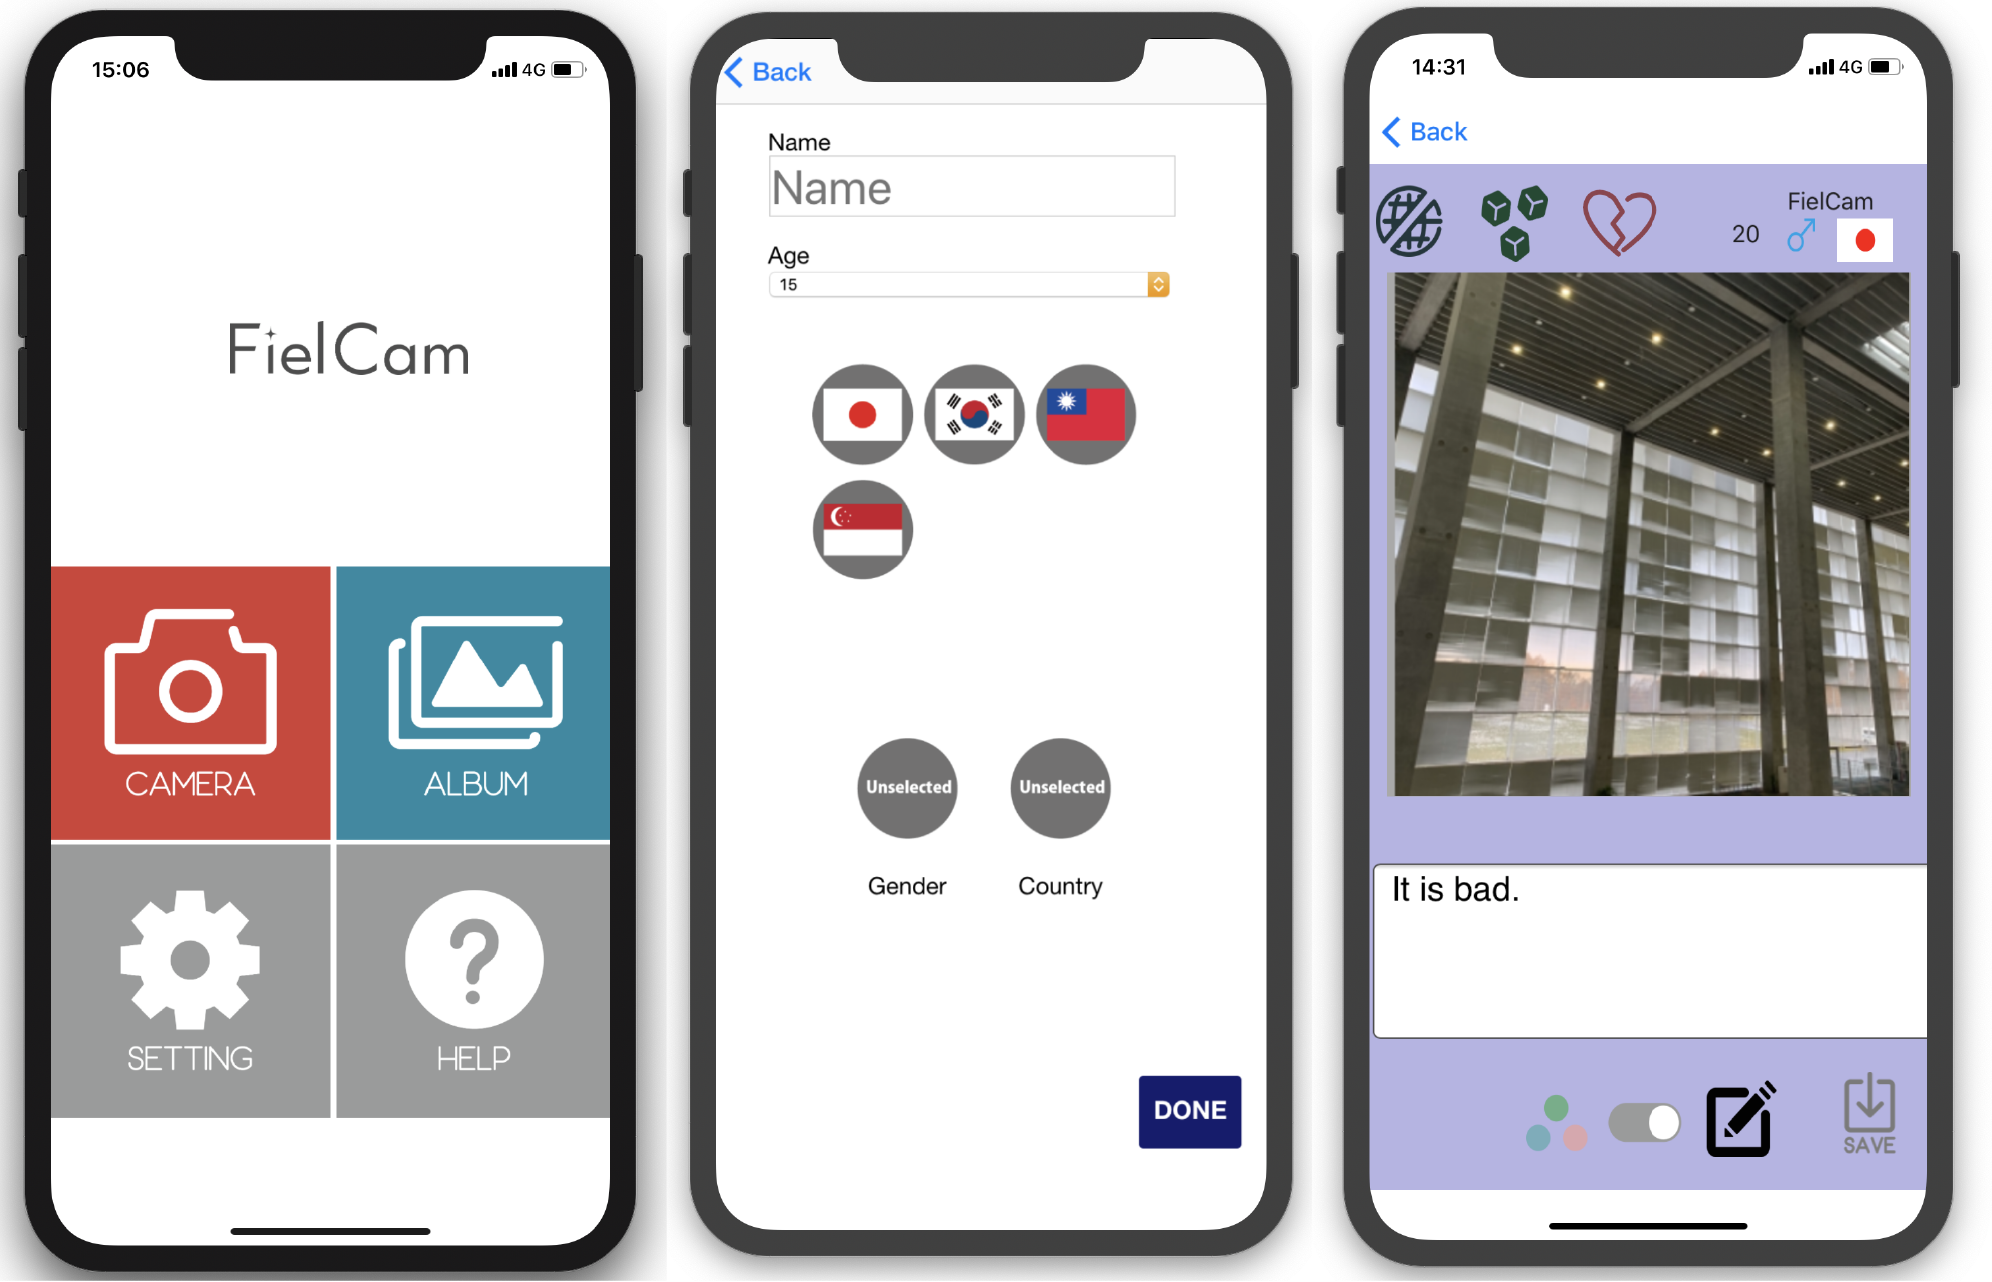 15:06
4G
FielCam
CAMERA
ALBUM
SETTING
HELP
Back
Name
Name
Age
15
Unselected
Unselected
Gender
Country
DONE
14:31
4G
Back
FielCam
20
It is bad.
SAVE